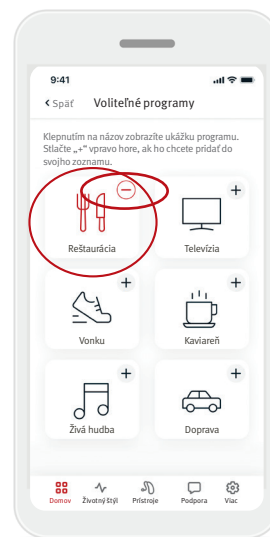 9:41
Späť Voliteľné programy
Klepnutím na názov zobrazíte ukážku programu.
Stlačte „+“ vpravo hore, ak ho chcete pridať do
svojho zoznamu.
Reštaurácia Televízia
Vonku Kaviareň
Živá hudba Doprava
Domov Životný štýl Prístroje Podpora Viac